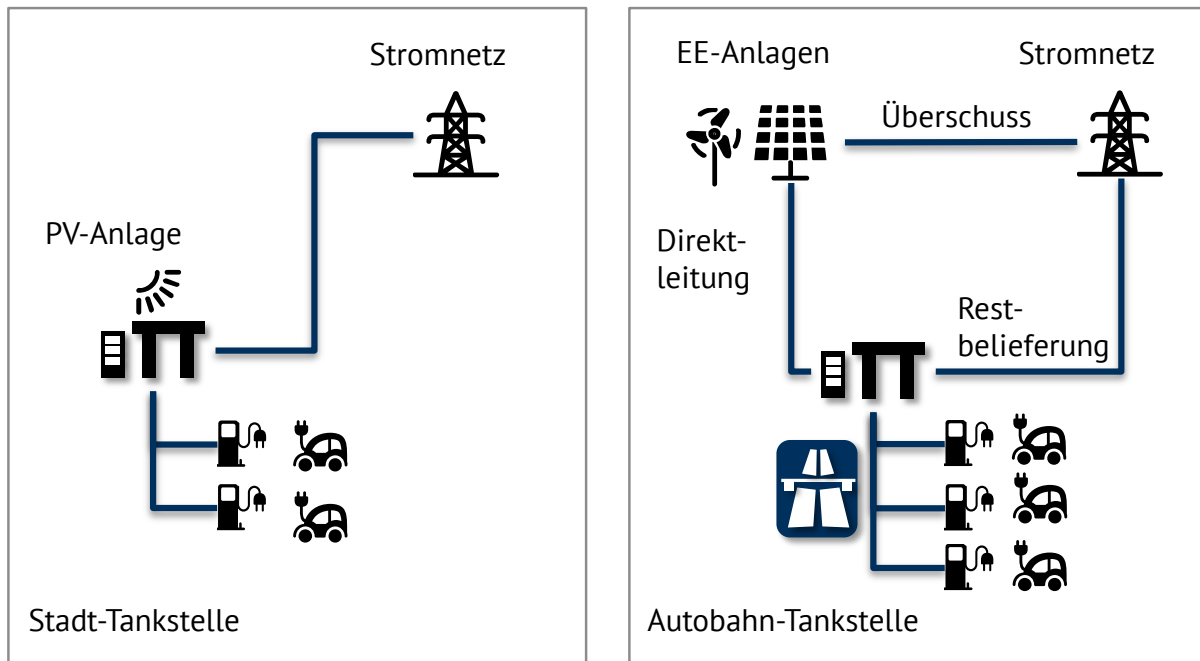 Stromnetz
PV-Anlage
Stadt-Tankstelle
EE-Anlagen
Stromnetz
Überschuss
Direkt-
leitung
Rest-
belieferung
Autobahn-Tankstelle